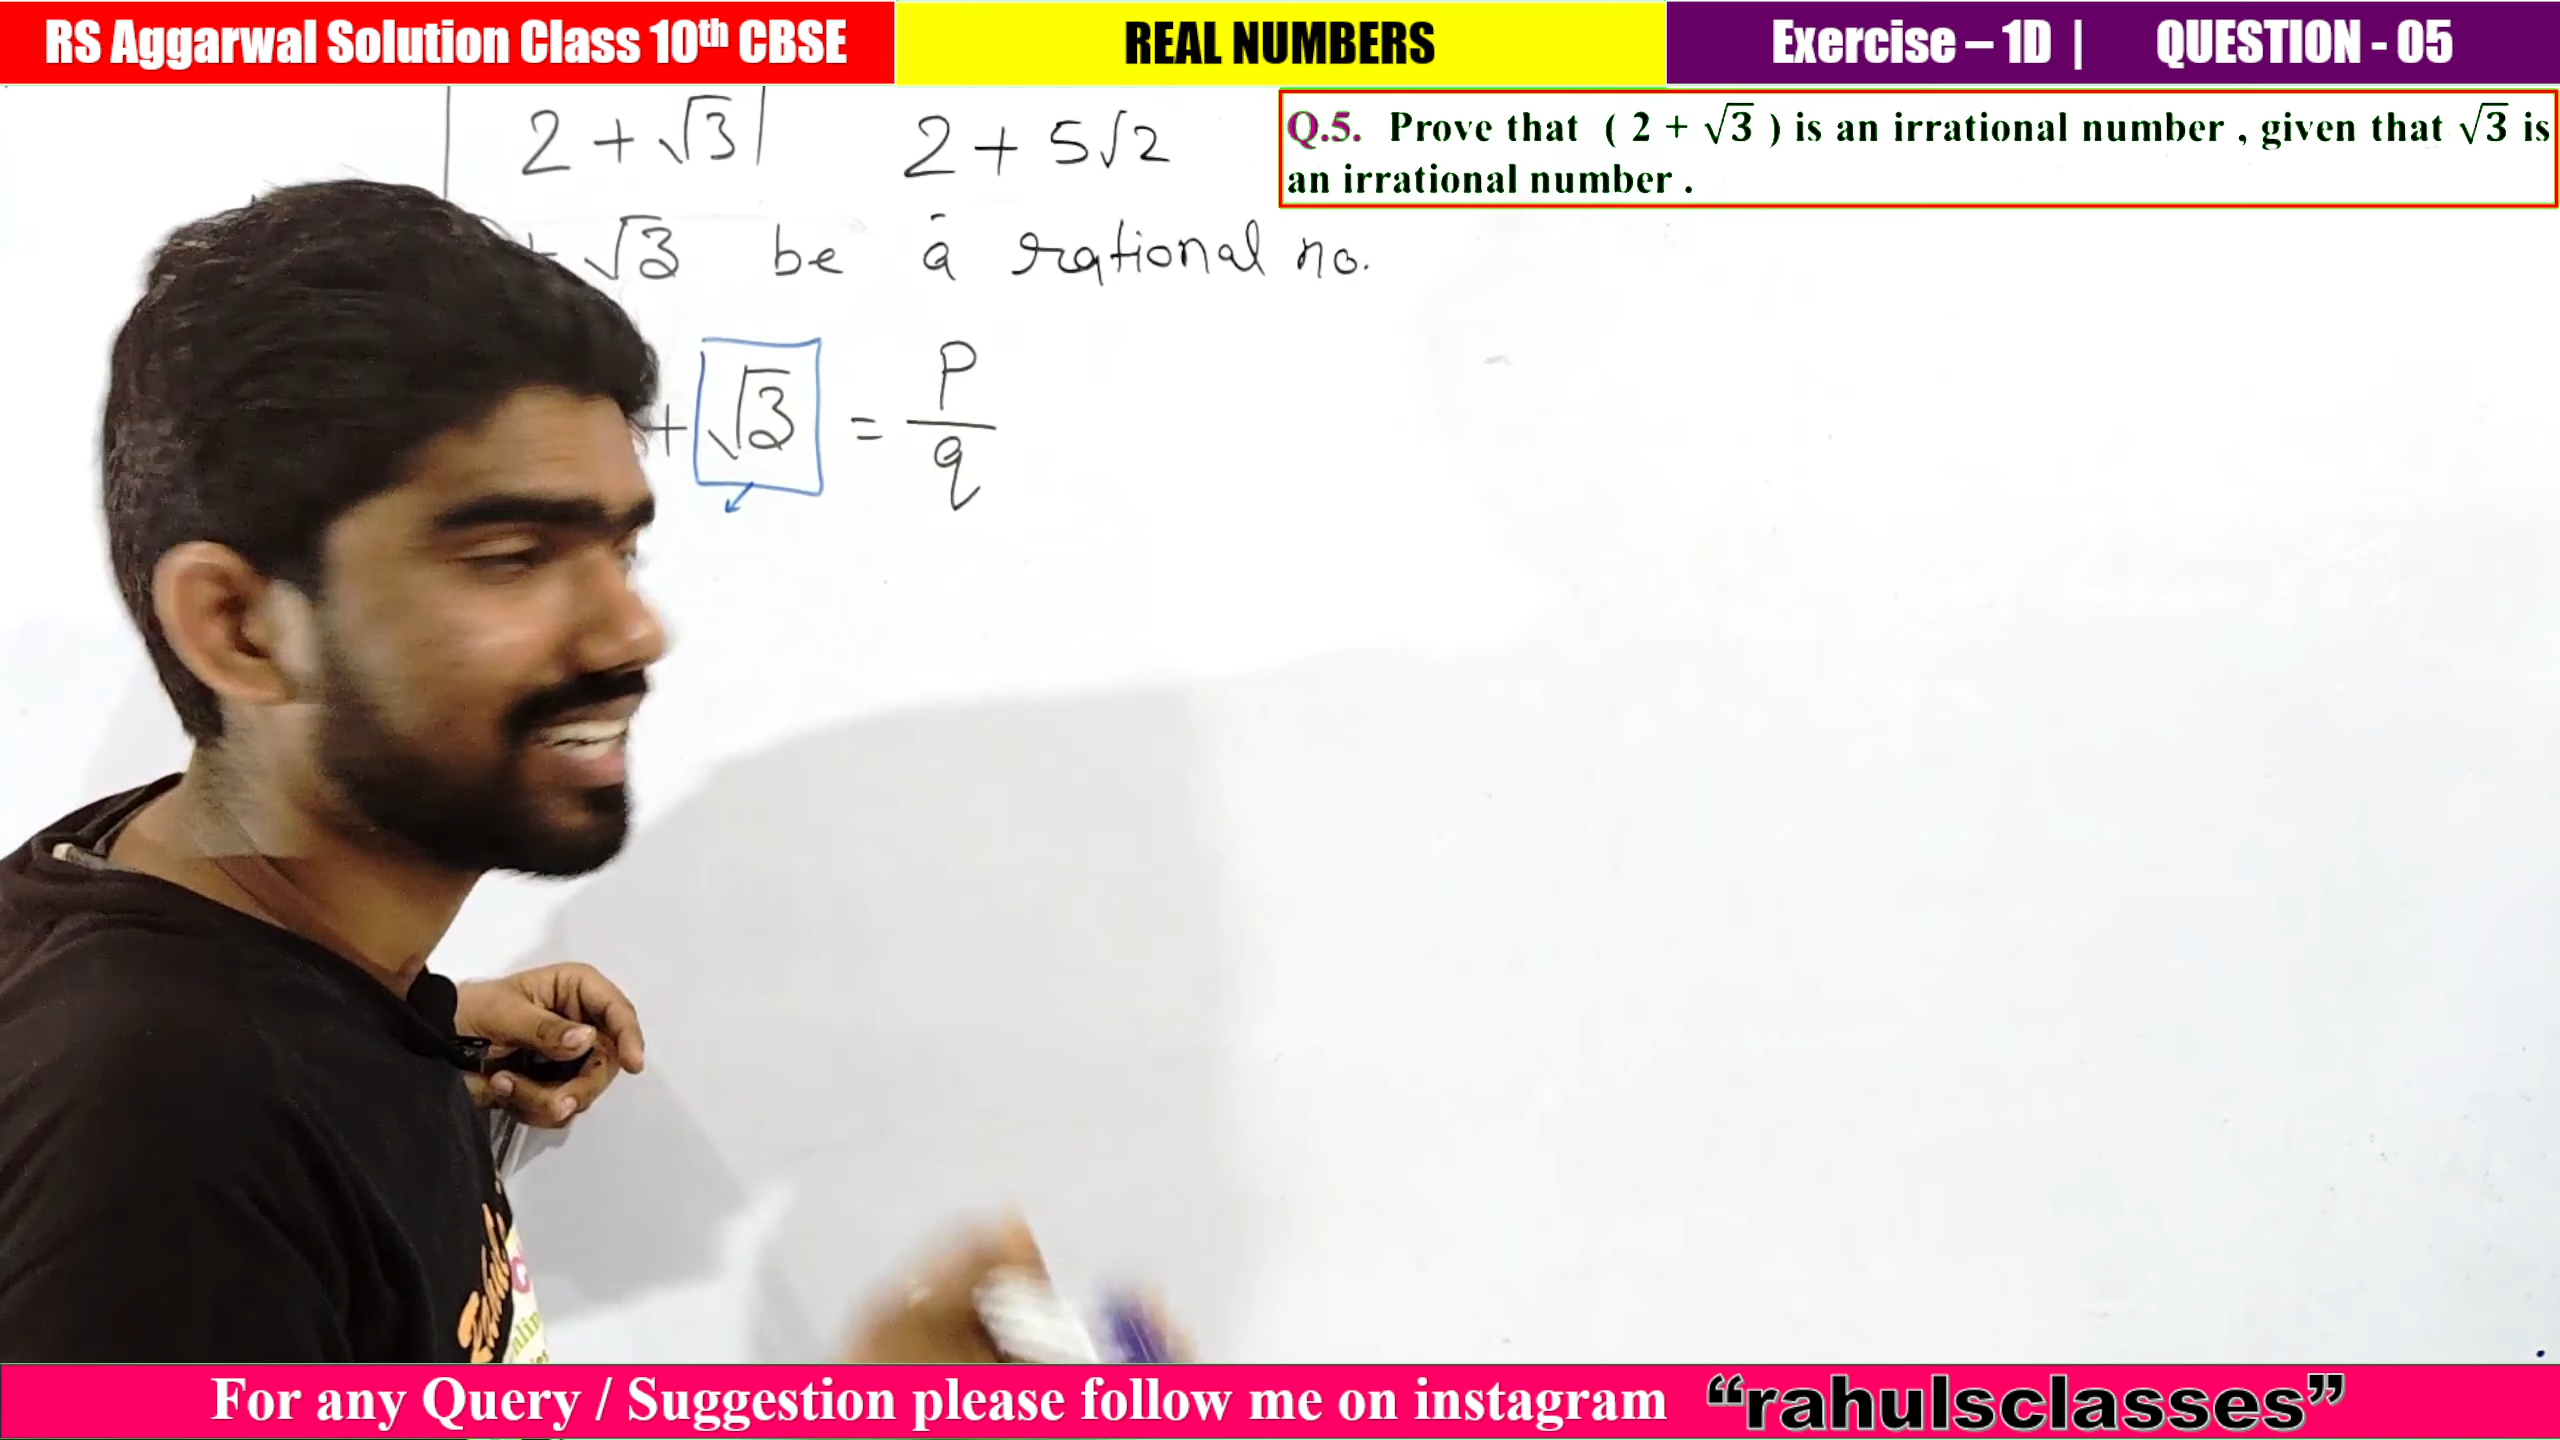 RS Aggarwal Solution Class 10th CBSE
REAL NUMBERS
Exercise – 1D | QUESTION - 05
Q.5. Prove that ( 2 + √3 ) is an irrational number , given that √3 is
an irrational number .
2 + √3 2 + 5√2
√3 be a rational no.
+ √3 = p/q
For any Query / Suggestion please follow me on instagram “rahulsclasses”